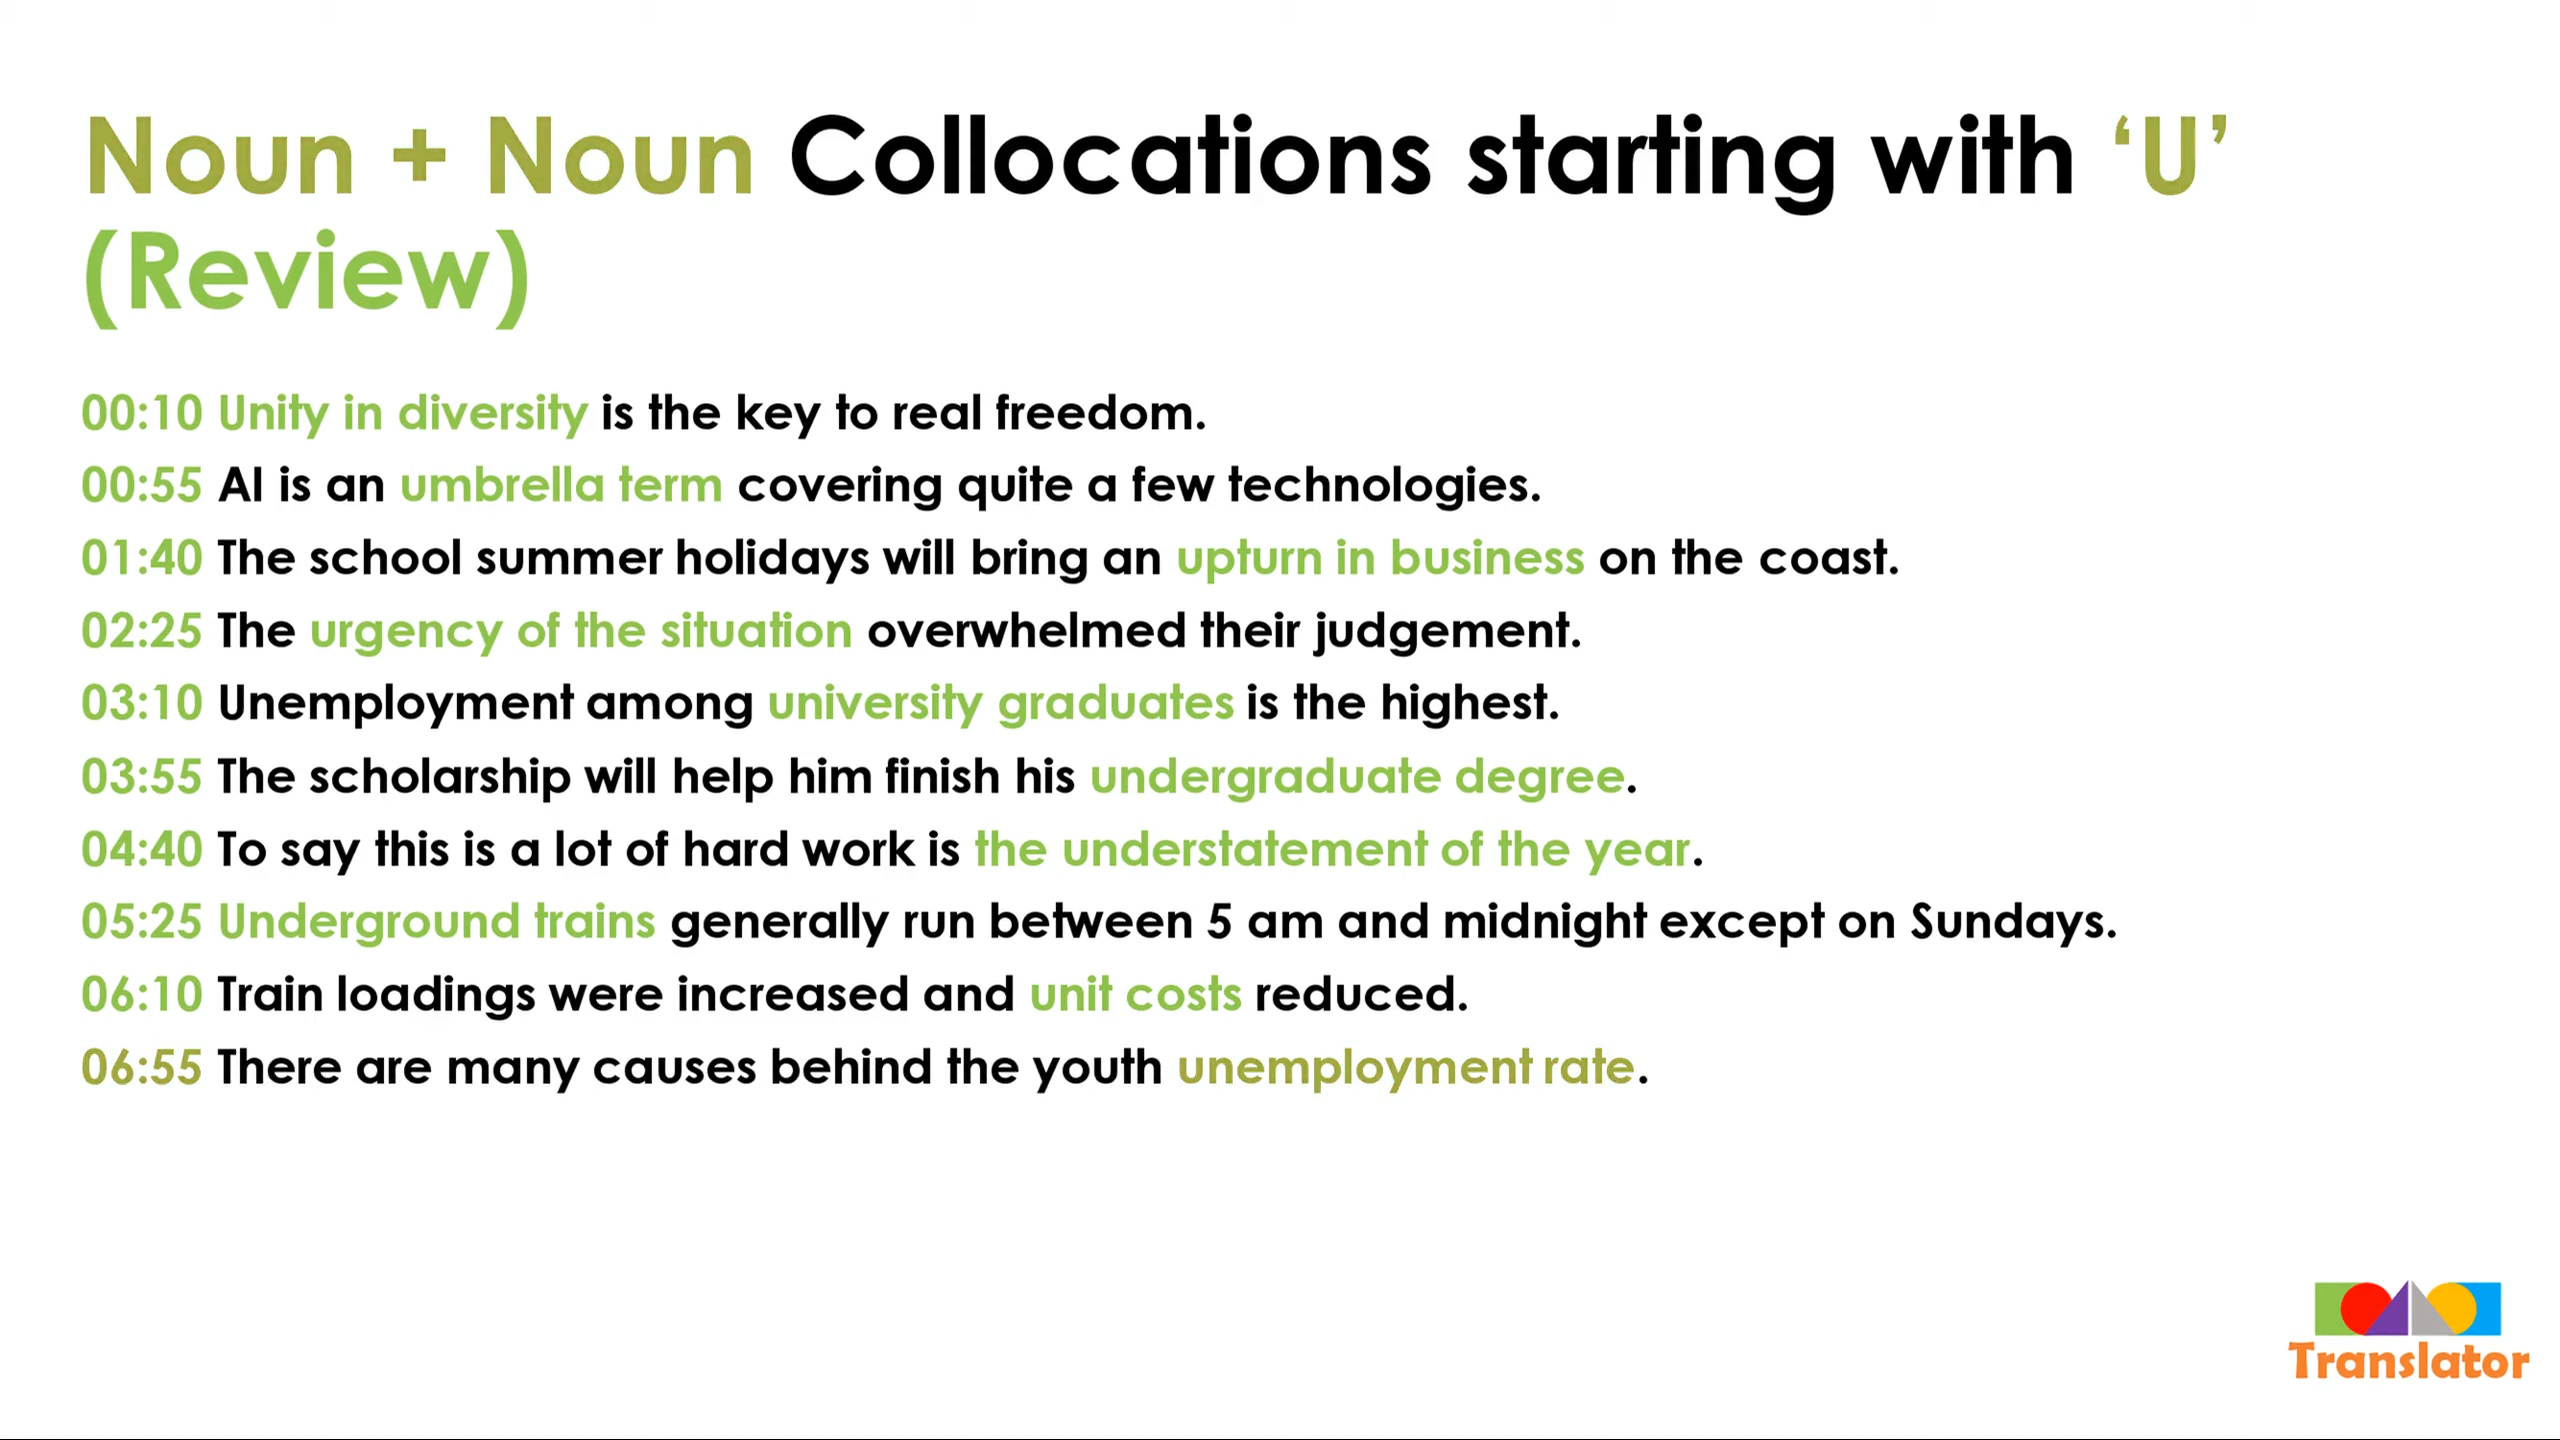 Noun + Noun Collocations starting with ‘U’
(Review)
00:10 Unity in diversity is the key to real freedom.
00:55 AI is an umbrella term covering quite a few technologies.
01:40 The school summer holidays will bring an upturn in business on the coast.
02:25 The urgency of the situation overwhelmed their judgement.
03:10 Unemployment among university graduates is the highest.
03:55 The scholarship will help him finish his undergraduate degree.
04:40 To say this is a lot of hard work is the understatement of the year.
05:25 Underground trains generally run between 5 am and midnight except on Sundays.
06:10 Train loadings were increased and unit costs reduced.
06:55 There are many causes behind the youth unemployment rate.
Translator